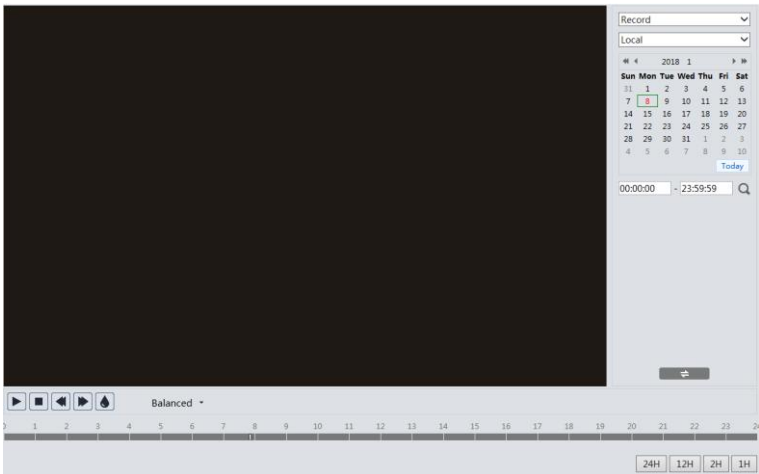 Record
Local
2018 1
Sun Mon Tue Wed Thu Fri Sat
31 1 2 3 4 5 6
7 8 9 10 11 12 13
14 15 16 17 18 19 20
21 22 23 24 25 26 27
28 29 30 31 1 2 3
4 5 6 7 8 9 10
Today
00:00:00 - 23:59:59
Balanced
0 1 2 3 4 5 6 7 8 9 10 11 12 13 14 15 16 17 18 19 20 21 22 23 24
24H 12H 2H 1H